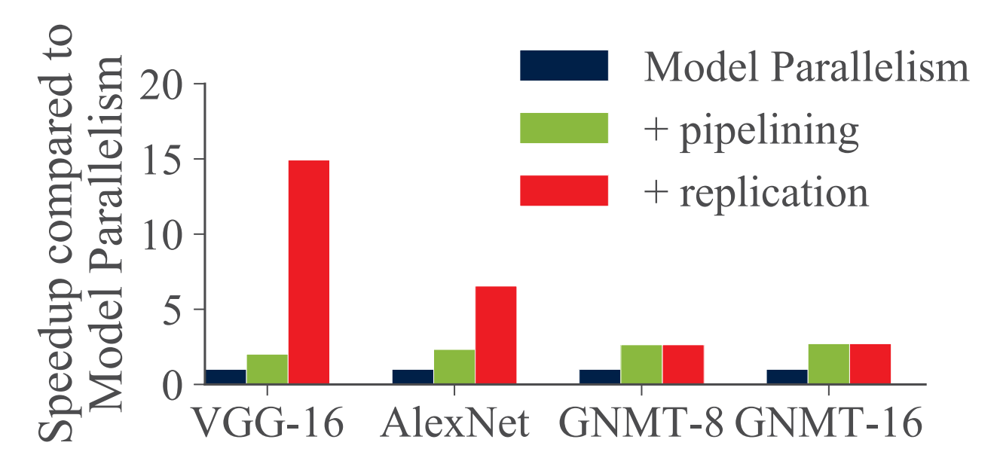 Speedup compared to
Model Parallelism
20
15
10
5
0
Model Parallelism
+ pipelining
+ replication
VGG-16 AlexNet GNMT-8 GNMT-16